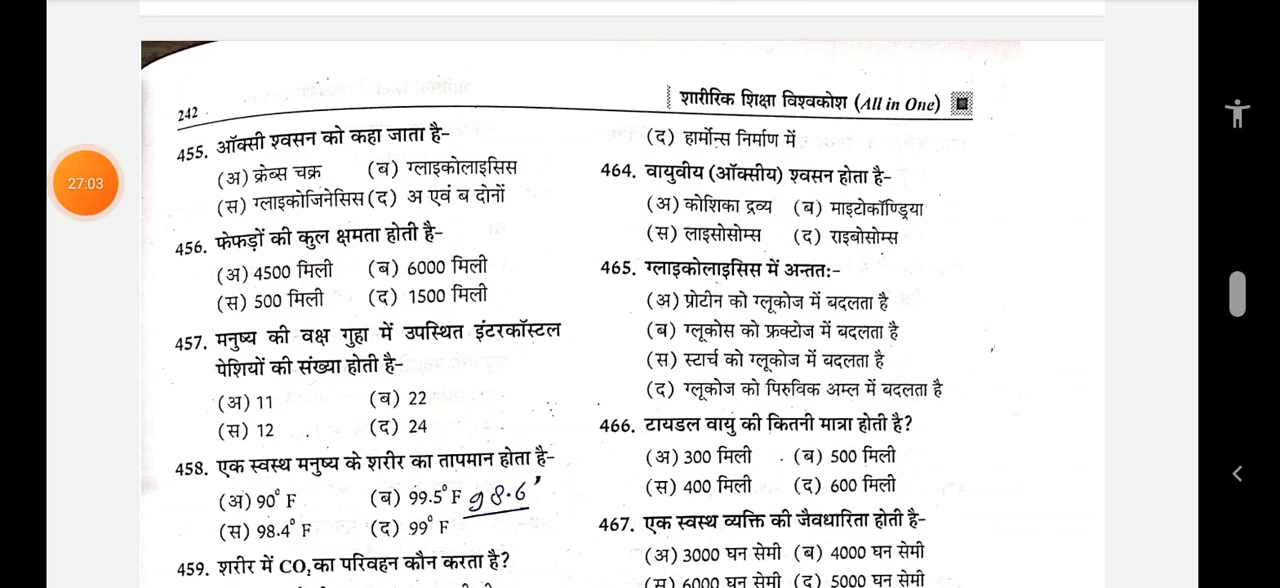 27:03
242
शारीरिक शिक्षा विश्वकोश (All in One)
455. ऑक्सी श्वसन को कहा जाता है-
(अ) क्रेब्स चक्र (ब) ग्लाइकोलाइसिस
(स) ग्लाइकोजिनेसिस (द) अ एवं ब दोनों
456. फेफड़ों की कुल क्षमता होती है-
(अ) 4500 मिली (ब) 6000 मिली
(स) 500 मिली (द) 1500 मिली
457. मनुष्य की वक्ष गुहा में उपस्थित इंटरकॉस्टल
पेशियों की संख्या होती है-
(अ) 11 (ब) 22
(स) 12 (द) 24
458. एक स्वस्थ मनुष्य के शरीर का तापमान होता है-
(अ) 90° F (ब) 99.5° F 98.6°
(स) 98.4° F (द) 99° F
459. शरीर में CO₂ का परिवहन कौन करता है?
(द) हार्मोन्स निर्माण में
464. वायुवीय (ऑक्सीय) श्वसन होता है-
(अ) कोशिका द्रव्य (ब) माइटोकॉण्ड्रिया
(स) लाइसोसोम्स (द) राइबोसोम्स
465. ग्लाइकोलाइसिस में अन्ततः-
(अ) प्रोटीन को ग्लूकोज में बदलता है
(ब) ग्लूकोस को फ्रक्टोज में बदलता है
(स) स्टार्च को ग्लूकोज में बदलता है
(द) ग्लूकोज को पिरुविक अम्ल में बदलता है
466. टायडल वायु की कितनी मात्रा होती है?
(अ) 300 मिली (ब) 500 मिली
(स) 400 मिली (द) 600 मिली
467. एक स्वस्थ व्यक्ति की जैवधारिता होती है-
(अ) 3000 घन सेमी (ब) 4000 घन सेमी
(स) 6000 घन सेमी (द) 5000 घन सेमी